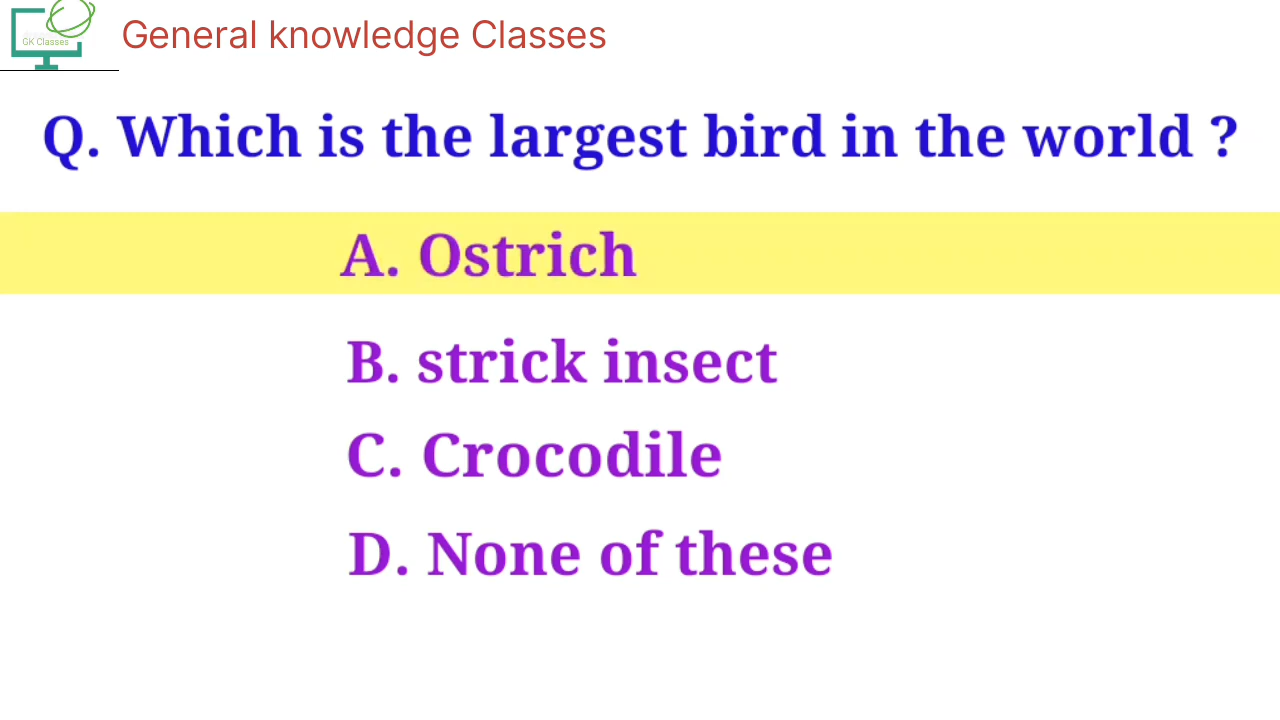 GK Classes
General knowledge Classes
Q. Which is the largest bird in the world ?
A. Ostrich
B. strick insect
C. Crocodile
D. None of these